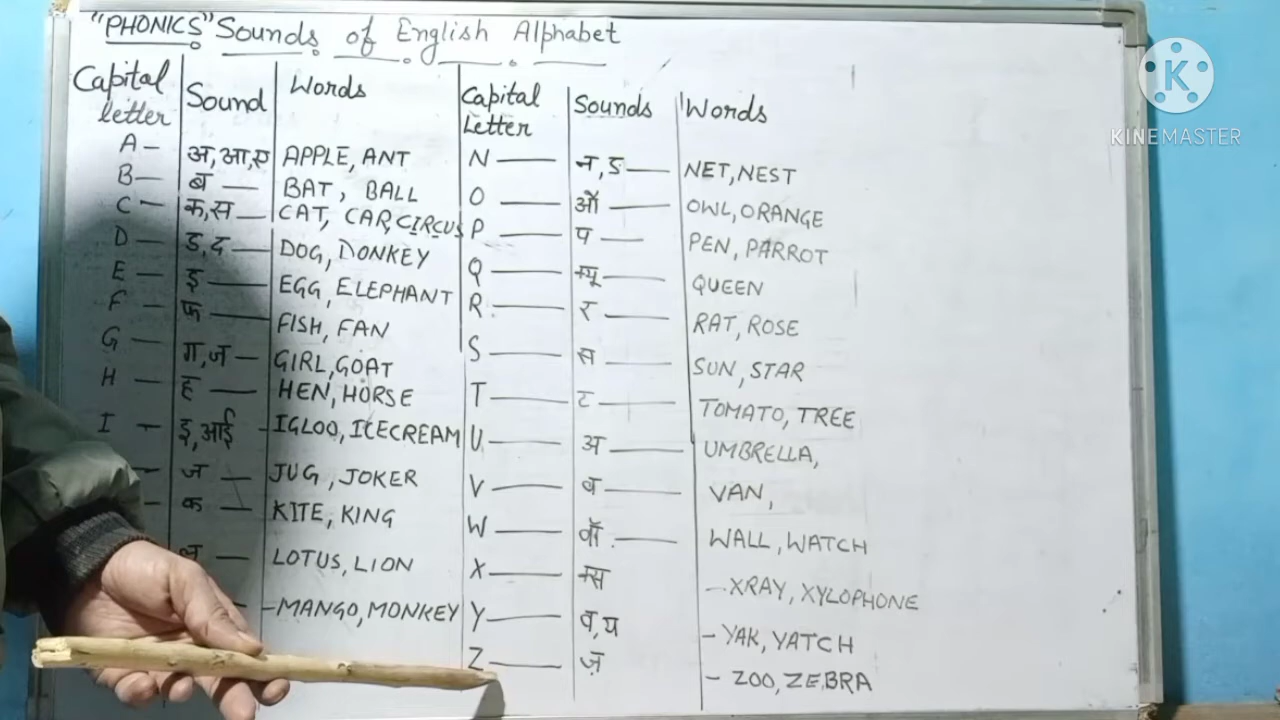 "PHONICS" Sounds of English Alphabet
Capital letter Sound Words
A — अ,आ,ए APPLE, ANT
B — ब — BAT, BALL
C — क,स — CAT, CAR, CIRCUS
D — ड,द — DOG, DONKEY
E — इ — EGG, ELEPHANT
F — फ — FISH, FAN
G ग,ज — GIRL, GOAT
H — ह — HEN, HORSE
I — इ,आई - IGLOO, ICECREAM
— ज — JUG, JOKER
- क — KITE, KING
ल — LOTUS, LION
- MANGO, MONKEY
Capital Letter Sounds Words
N — न,ड — NET, NEST
O — ऑ — OWL, ORANGE
P — प — PEN, PARROT
Q — क्यू — QUEEN
R — र — RAT, ROSE
S — स — SUN, STAR
T — ट — TOMATO, TREE
U — अ — UMBRELLA,
V — व — VAN,
W — वॉ — WALL, WATCH
X — क्स - XRAY, XYLOPHONE
Y — व,य - YAK, YATCH
Z — ज़ - ZOO, ZEBRA
K
KINEMASTER